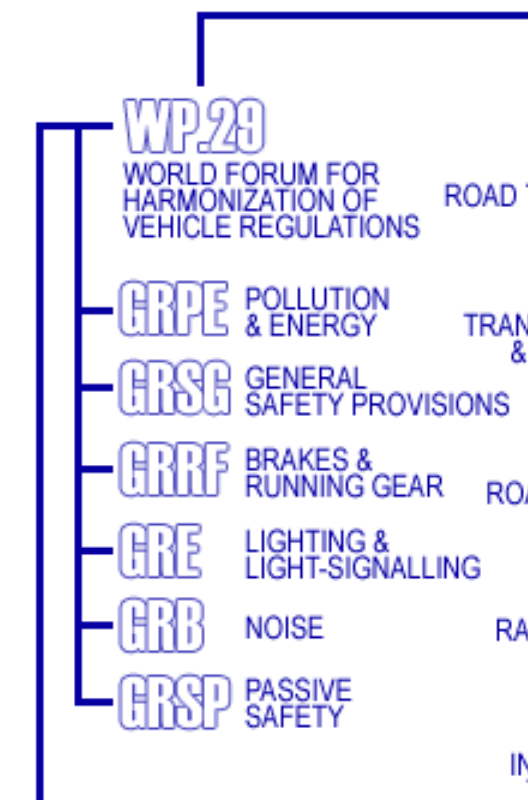 WP.29
WORLD FORUM FOR
HARMONIZATION OF
VEHICLE REGULATIONS
ROAD
GRPE
POLLUTION
& ENERGY
&
GRSG
GENERAL
SAFETY PROVISIONS
GRRF
BRAKES &
RUNNING GEAR
GRE
LIGHTING &
LIGHT-SIGNALLING
GRB
NOISE
GRSP
PASSIVE
SAFETY